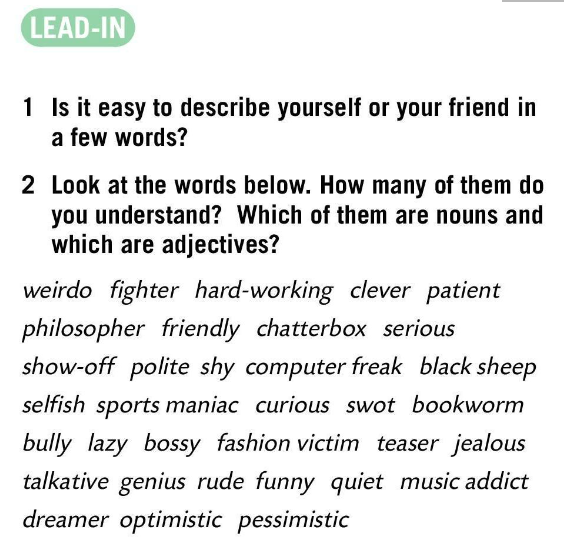 LEAD-IN
1 Is it easy to describe yourself or your friend in
a few words?
2 Look at the words below. How many of them do
you understand? Which of them are nouns and
which are adjectives?
weirdo fighter hard-working clever patient
philosopher friendly chatterbox serious
show-off polite shy computer freak black sheep
selfish sports maniac curious swot bookworm
bully lazy bossy fashion victim teaser jealous
talkative genius rude funny quiet music addict
dreamer optimistic pessimistic